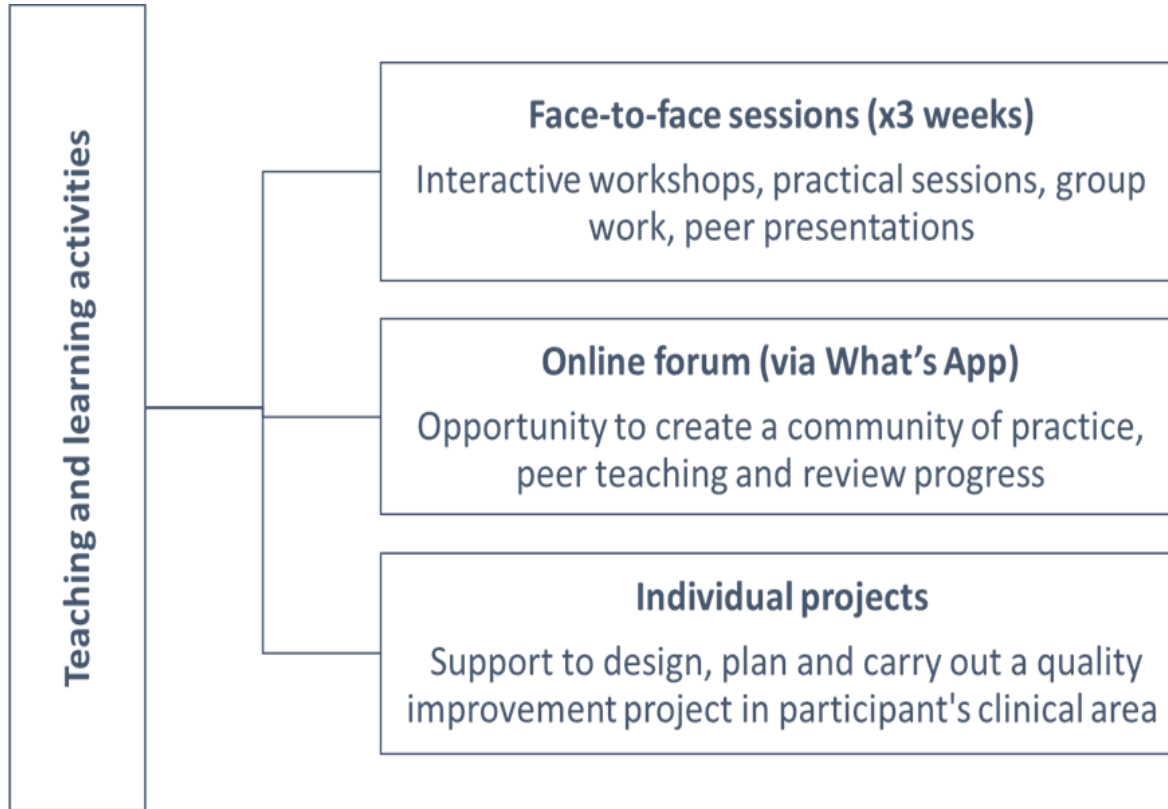 Teaching and learning activities
Face-to-face sessions (x3 weeks)
Interactive workshops, practical sessions, group
work, peer presentations
Online forum (via What’s App)
Opportunity to create a community of practice,
peer teaching and review progress
Individual projects
Support to design, plan and carry out a quality
improvement project in participant's clinical area